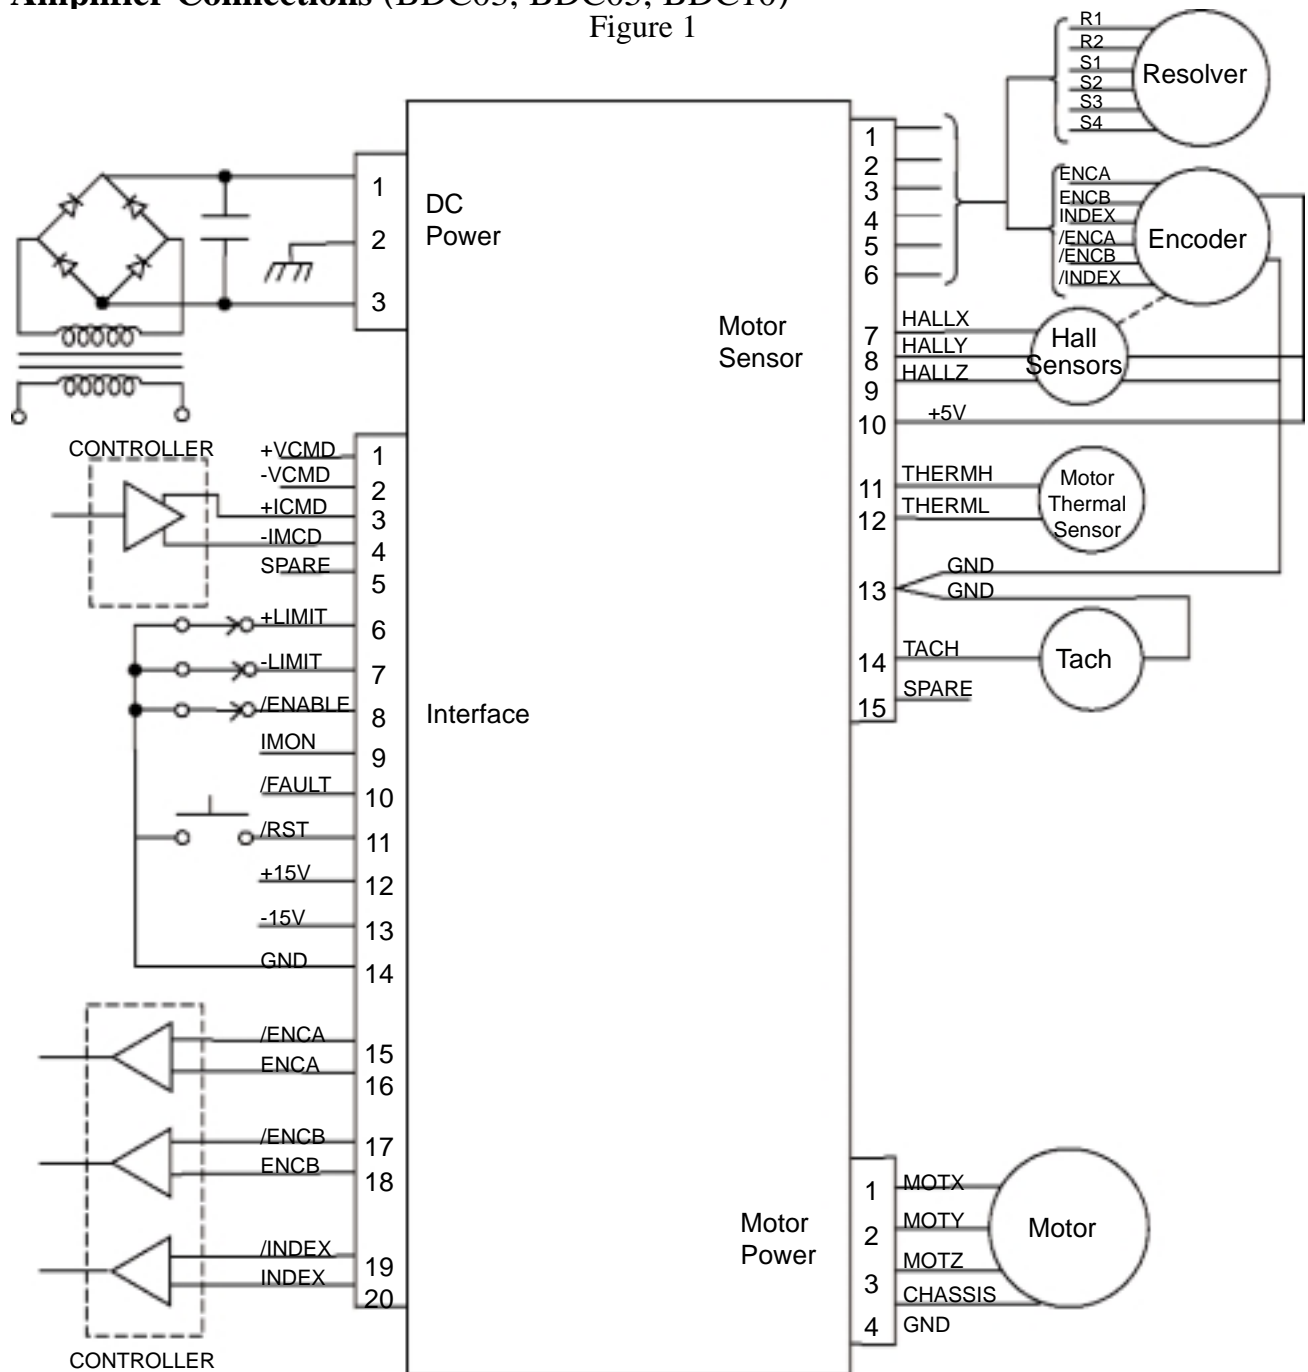 Amplifier Connections (BDC03, BDC05, BDC10)
Figure 1
R1
R2
S1
S2
S3
S4
Resolver
ENCA
ENCB
INDEX
/ENCA
/ENCB
/INDEX
Encoder
1
2
3
4
5
6
7
8
9
10
11
12
13
14
15
HALLX
HALLY
HALLZ
+5V
THERMH
THERML
GND
GND
TACH
SPARE
Hall
Sensors
Motor
Thermal
Sensor
Tach
Motor
Sensor
1
2
3
DC
Power
CONTROLLER
+VCMD
-VCMD
+ICMD
-IMCD
SPARE
+LIMIT
-LIMIT
/ENABLE
IMON
/FAULT
/RST
+15V
-15V
GND
/ENCA
ENCA
/ENCB
ENCB
/INDEX
INDEX
1
2
3
4
5
6
7
8
9
10
11
12
13
14
15
16
17
18
19
20
Interface
CONTROLLER
Motor
Power
1
2
3
4
MOTX
MOTY
MOTZ
CHASSIS
GND
Motor